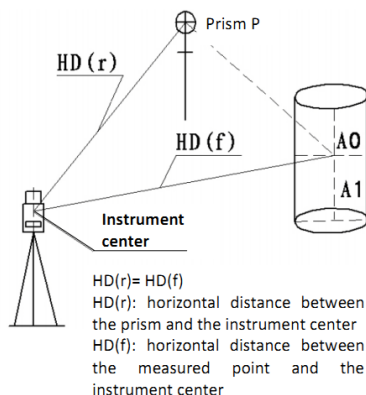 Prism P
HD(r)
HD(f)
A0
A1
Instrument
center
HD(r)= HD(f)
HD(r): horizontal distance between
the prism and the instrument center
HD(f): horizontal distance between
the measured point and the
instrument center